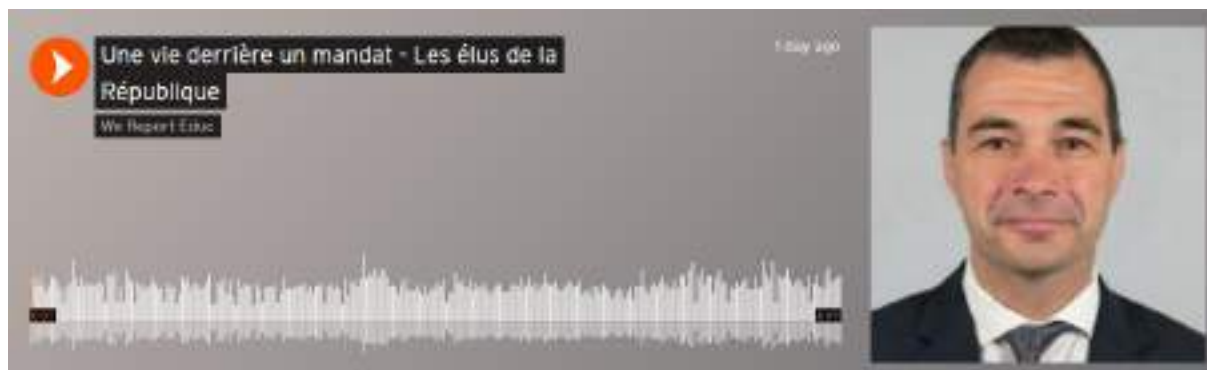 Une vie derrière un mandat - Les élus de la
République
We Report Educ
1 day ago